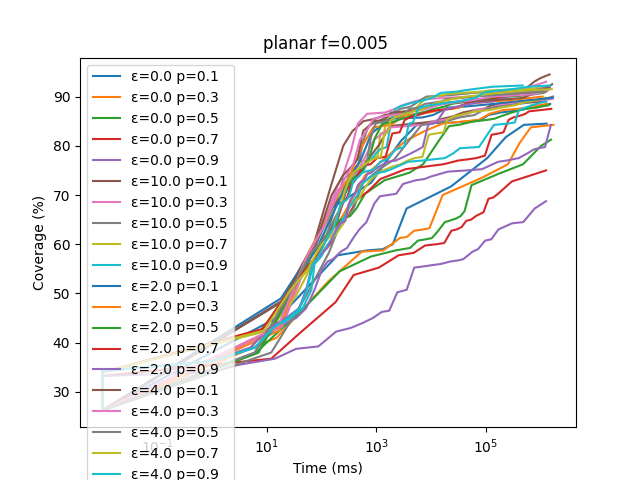 planar f=0.005
Coverage (%)
90
80
70
60
50
40
30
ε=0.0 p=0.1
ε=0.0 p=0.3
ε=0.0 p=0.5
ε=0.0 p=0.7
ε=0.0 p=0.9
ε=10.0 p=0.1
ε=10.0 p=0.3
ε=10.0 p=0.5
ε=10.0 p=0.7
ε=10.0 p=0.9
ε=2.0 p=0.1
ε=2.0 p=0.3
ε=2.0 p=0.5
ε=2.0 p=0.7
ε=2.0 p=0.9
ε=4.0 p=0.1
ε=4.0 p=0.3
ε=4.0 p=0.5
ε=4.0 p=0.7
ε=4.0 p=0.9
10⁻¹ 10¹ 10³ 10⁵
Time (ms)